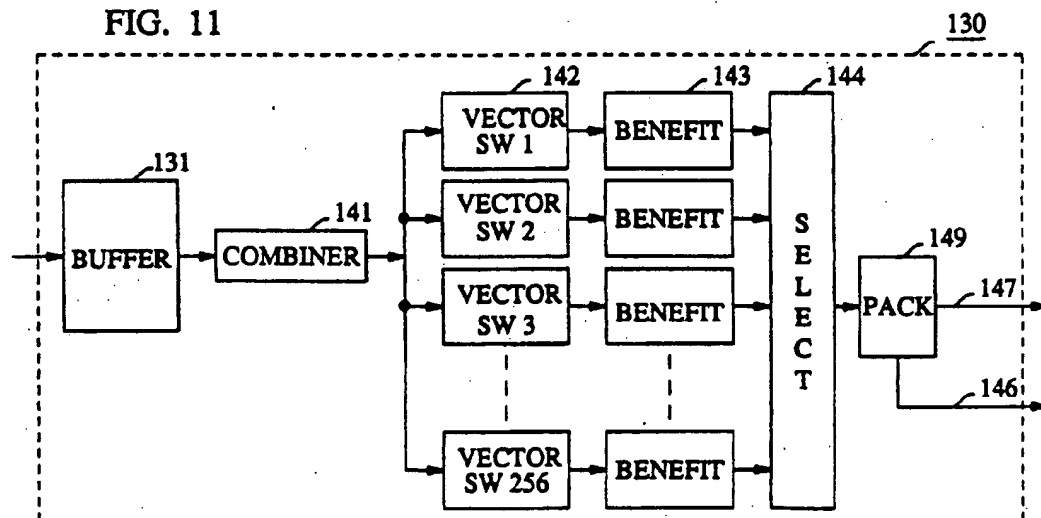 FIG. 11
130
142
143
144
VECTOR
SW 1
BENEFIT
131
BUFFER
141
COMBINER
VECTOR
SW 2
BENEFIT
VECTOR
SW 3
BENEFIT
VECTOR
SW 256
BENEFIT
SELECT
149
PACK
147
146